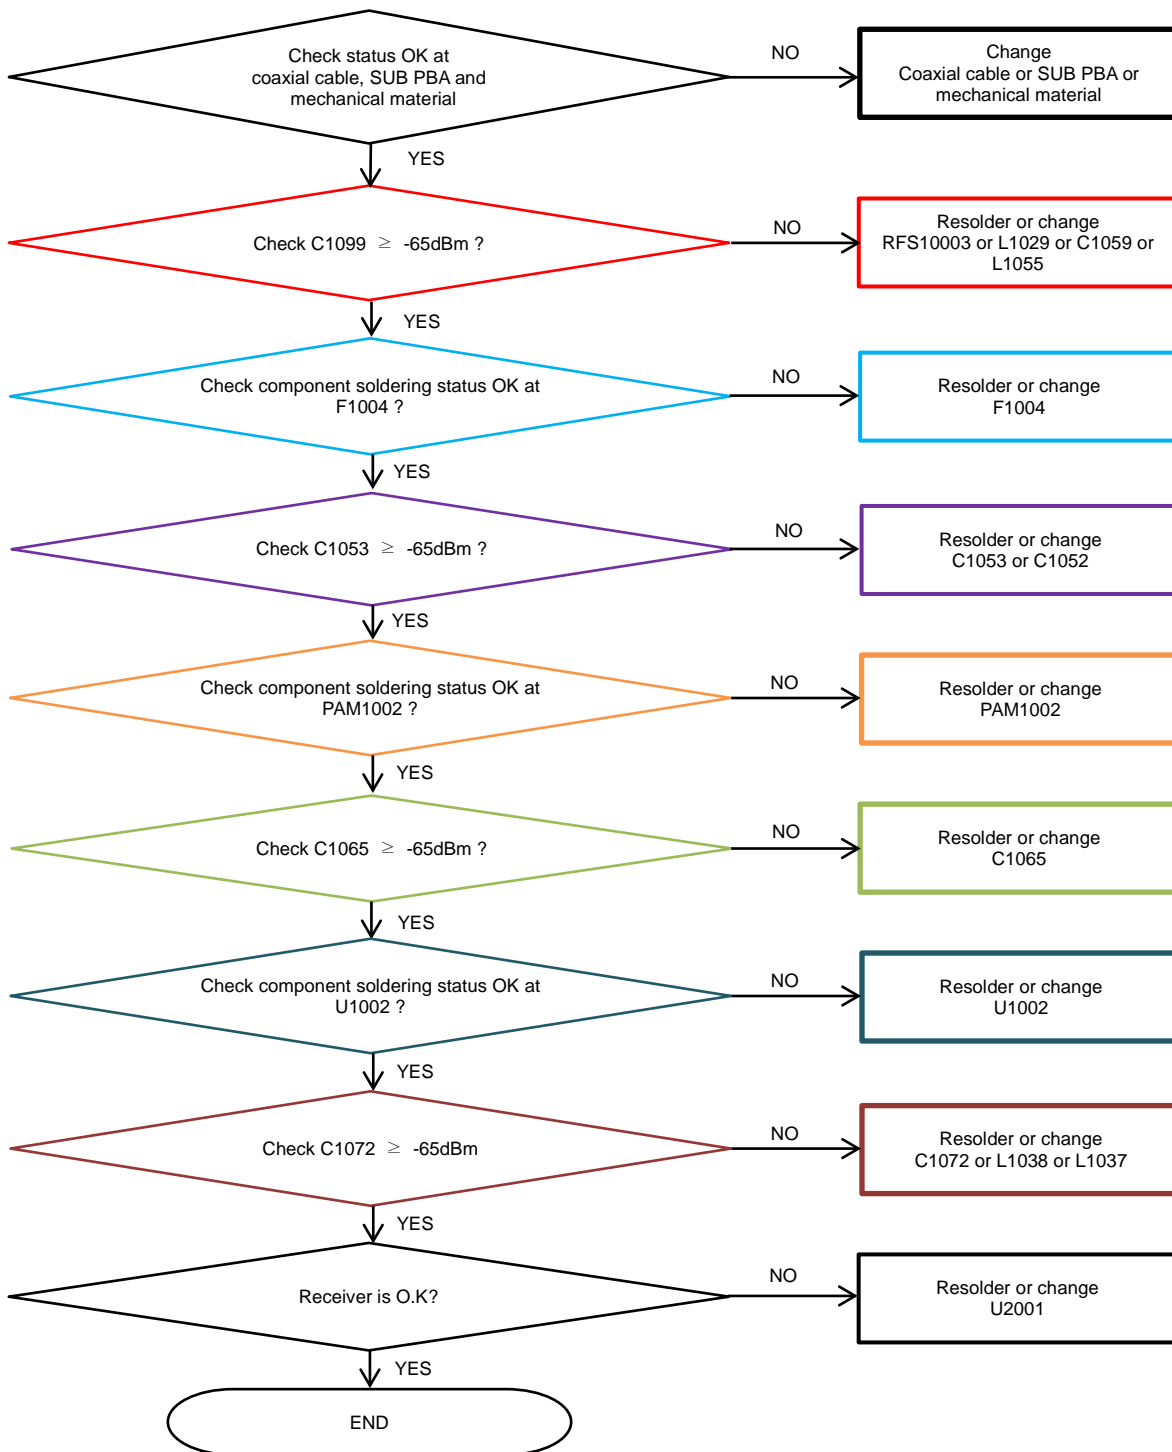 Check status OK at
coaxial cable, SUB PBA and
mechanical material
NO
Change
Coaxial cable or SUB PBA or
mechanical material
YES
Check C1099 ≥ -65dBm ?
NO
Resolder or change
RFS10003 or L1029 or C1059 or
L1055
YES
Check component soldering status OK at
F1004 ?
NO
Resolder or change
F1004
YES
Check C1053 ≥ -65dBm ?
NO
Resolder or change
C1053 or C1052
YES
Check component soldering status OK at
PAM1002 ?
NO
Resolder or change
PAM1002
YES
Check C1065 ≥ -65dBm ?
NO
Resolder or change
C1065
YES
Check component soldering status OK at
U1002 ?
NO
Resolder or change
U1002
YES
Check C1072 ≥ -65dBm
NO
Resolder or change
C1072 or L1038 or L1037
YES
Receiver is O.K?
NO
Resolder or change
U2001
YES
END